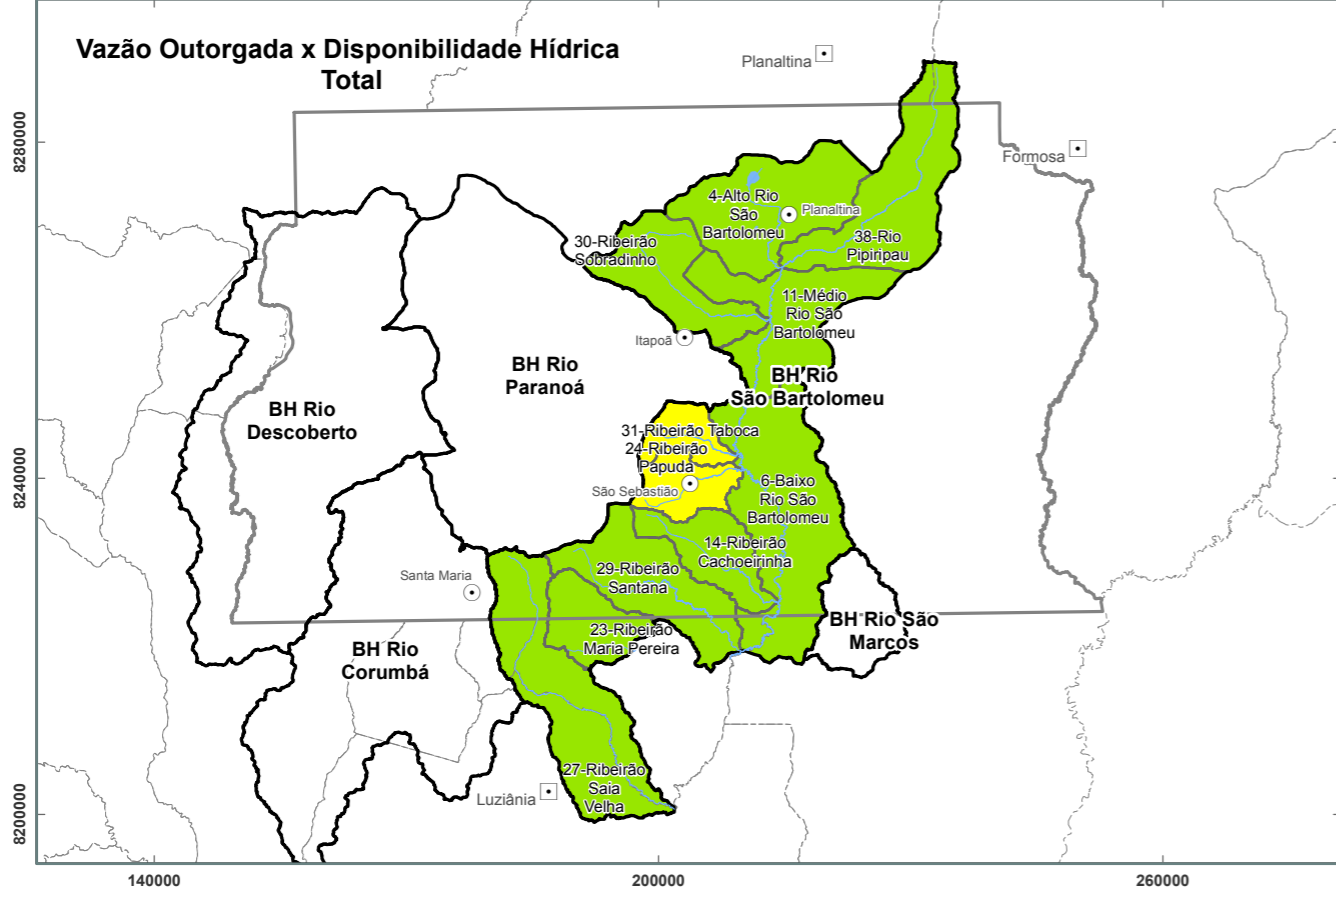 Vazão Outorgada x Disponibilidade Hídrica
Total
Planaltina
8280000
Formosa
4-Alto Rio
São
Bartolomeu
Planaltina
30-Ribeirão
Sobradinho
38-Rio
Pipiripau
11-Médio
Rio São
Bartolomeu
Itapoã
BH Rio
Paranoá
BH Rio
São Bartolomeu
BH Rio
Descoberto
31-Ribeirão Taboca
24-Ribeirão
Papuda
São Sebastião
8240000
6-Baixo
Rio São
Bartolomeu
14-Ribeirão
Cachoeirinha
Santa Maria
29-Ribeirão
Santana
BH Rio São
Marcos
23-Ribeirão
Maria Pereira
BH Rio
Corumbá
27-Ribeirão
Saia
Velha
Luziânia
8200000
140000
200000
260000